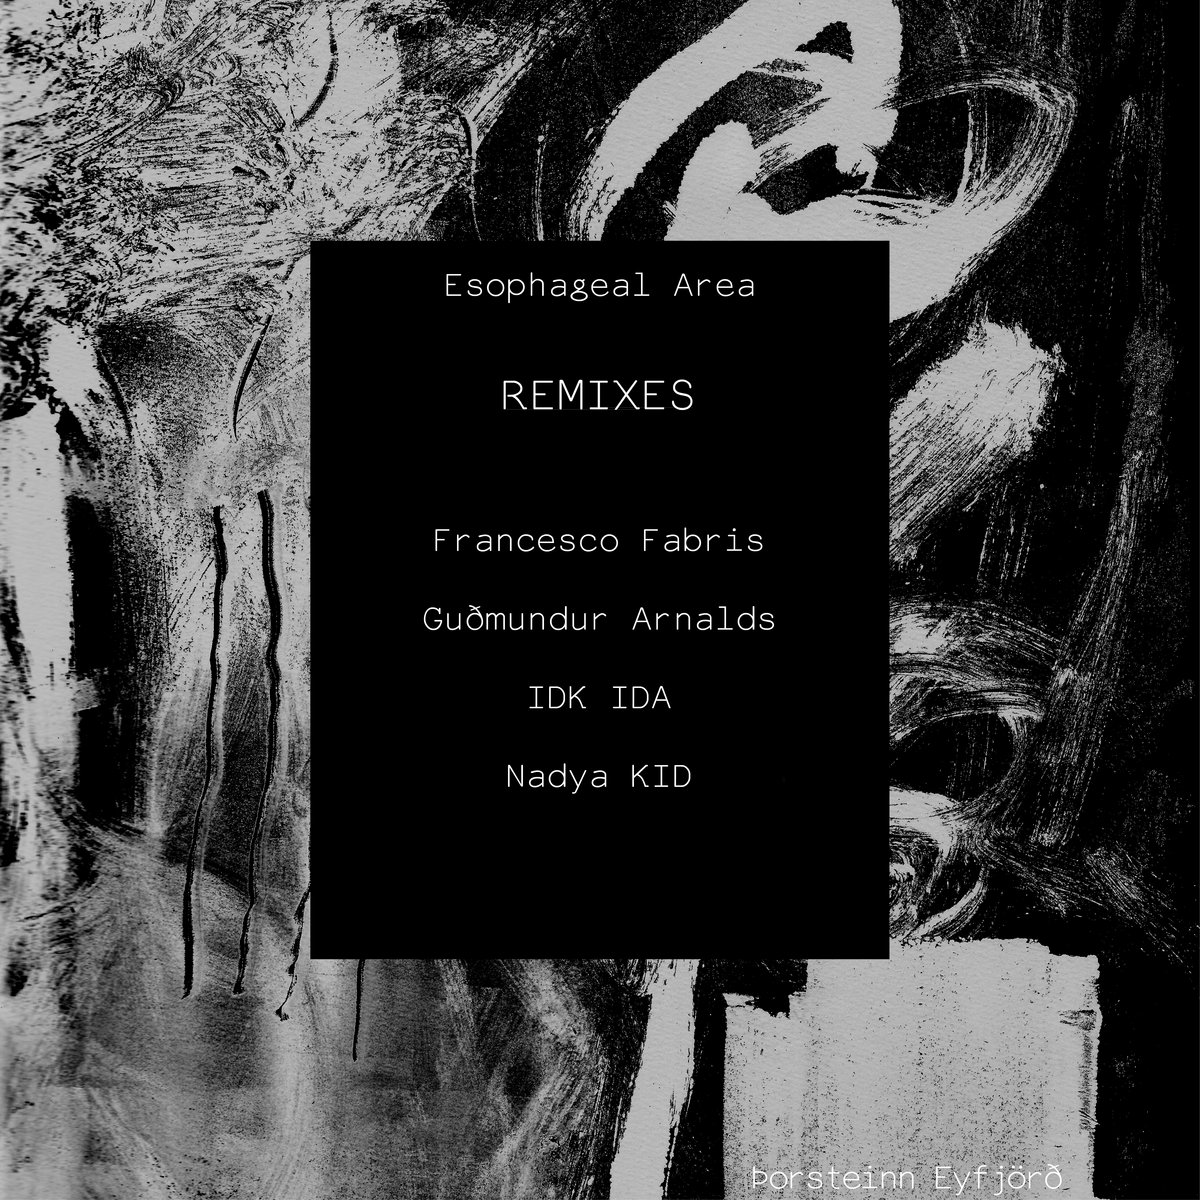 Esophageal Area
REMIXES
Francesco Fabris
Guðmundur Arnalds
IDK IDA
Nadya KID
Þorsteinn Eyfjörð